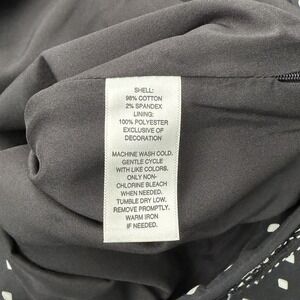 SHELL:
98% COTTON
2% SPANDEX
LINING:
100% POLYESTER
EXCLUSIVE OF
DECORATION
MACHINE WASH COLD.
GENTLE CYCLE
WITH LIKE COLORS.
ONLY NON-
CHLORINE BLEACH
WHEN NEEDED.
TUMBLE DRY LOW.
REMOVE PROMPTLY.
WARM IRON
IF NEEDED.